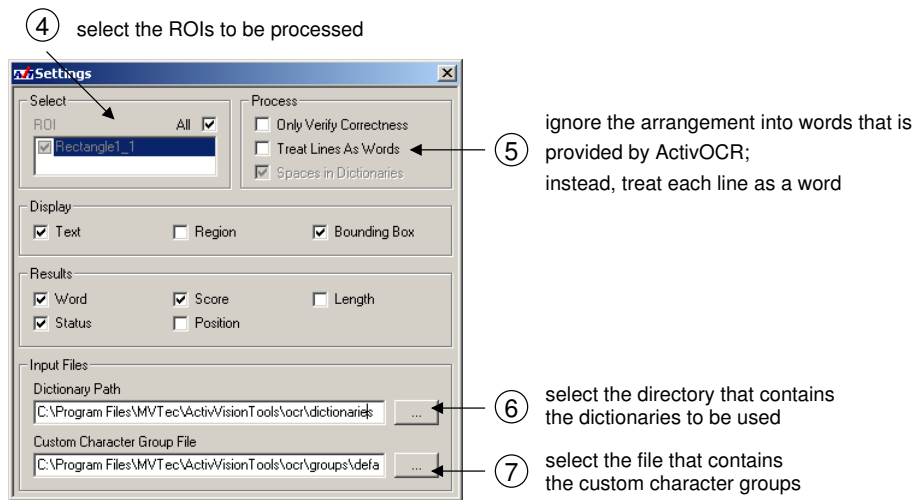 4 select the ROIs to be processed
Settings
Select
ROI All
Rectangle1_1
Process
Only Verify Correctness
Treat Lines As Words
Spaces in Dictionaries
5 ignore the arrangement into words that is
provided by ActivOCR;
instead, treat each line as a word
Display
Text Region Bounding Box
Results
Word Score Length
Status Position
Input Files
Dictionary Path
C:\Program Files\MVTec\ActivVisionTools\ocr\dictionaries ...
6 select the directory that contains
the dictionaries to be used
Custom Character Group File
C:\Program Files\MVTec\ActivVisionTools\ocr\groups\defa ...
7 select the file that contains
the custom character groups